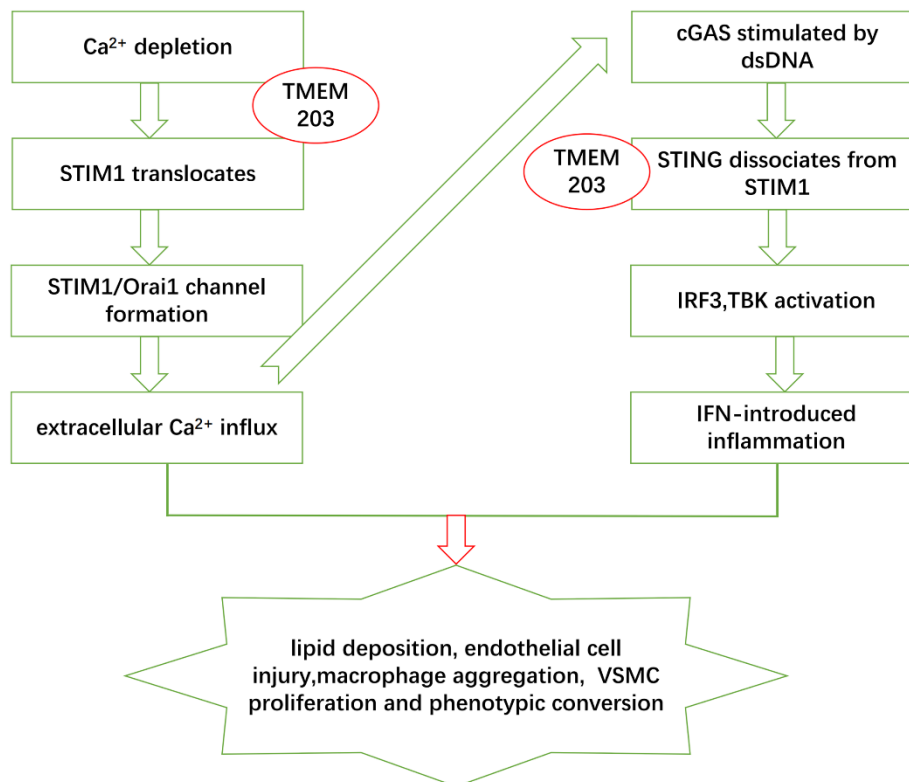 Ca²⁺ depletion
TMEM
203
STIM1 translocates
STIM1/Orai1 channel
formation
extracellular Ca²⁺ influx
cGAS stimulated by
dsDNA
TMEM
203
STING dissociates from
STIM1
IRF3,TBK activation
IFN-introduced
inflammation
lipid deposition, endothelial cell
injury,macrophage aggregation, VSMC
proliferation and phenotypic conversion